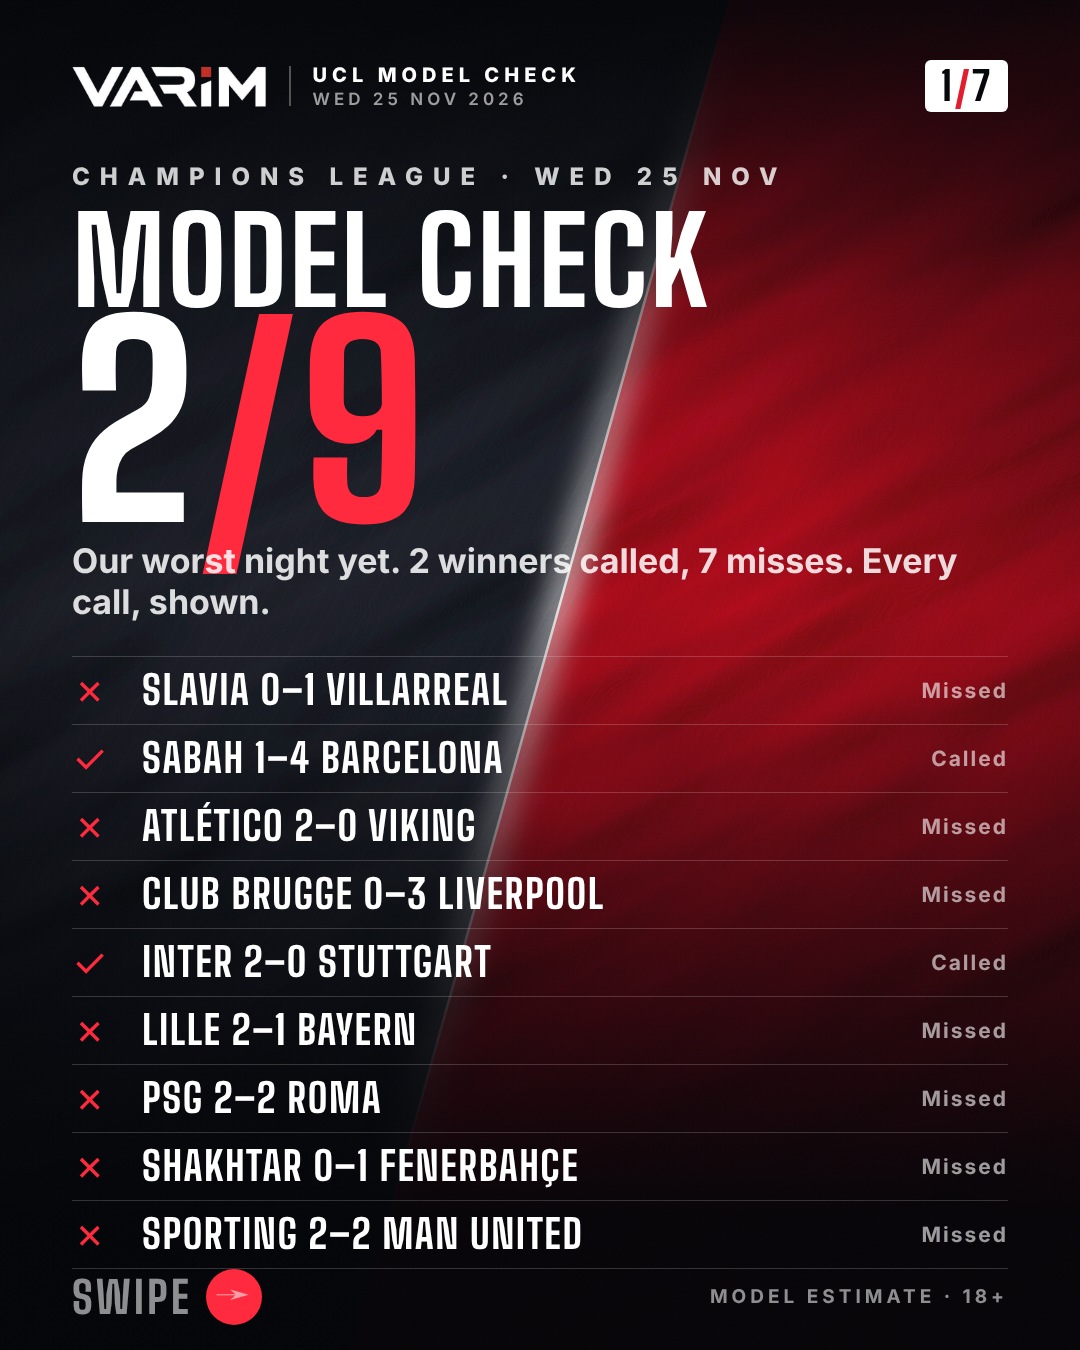 VARiM
UCL MODEL CHECK
WED 25 NOV 2026
1/7
CHAMPIONS LEAGUE · WED 25 NOV
MODEL CHECK
2/9
Our worst night yet. 2 winners called, 7 misses. Every
call, shown.
SLAVIA 0–1 VILLARREAL Missed
SABAH 1–4 BARCELONA Called
ATLÉTICO 2–0 VIKING Missed
CLUB BRUGGE 0–3 LIVERPOOL Missed
INTER 2–0 STUTTGART Called
LILLE 2–1 BAYERN Missed
PSG 2–2 ROMA Missed
SHAKHTAR 0–1 FENERBAHÇE Missed
SPORTING 2–2 MAN UNITED Missed
SWIPE
MODEL ESTIMATE · 18+